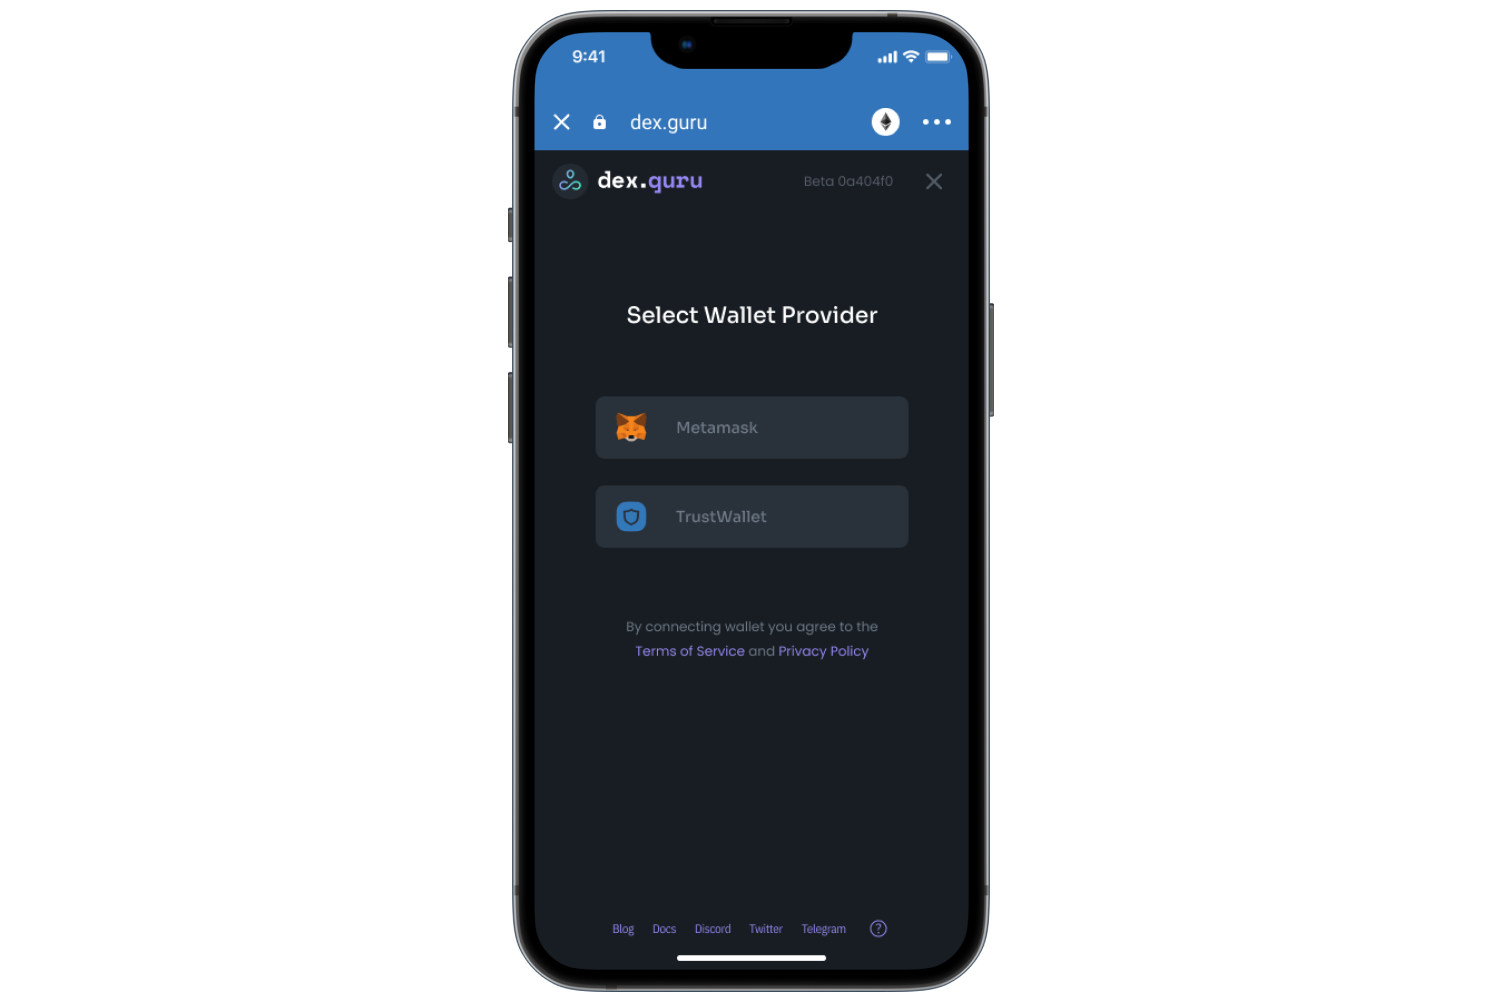 9:41
dex.guru
dex.guru
Beta 0a404f0
Select Wallet Provider
Metamask
TrustWallet
By connecting wallet you agree to the
Terms of Service and Privacy Policy
Blog Docs Discord Twitter Telegram ?